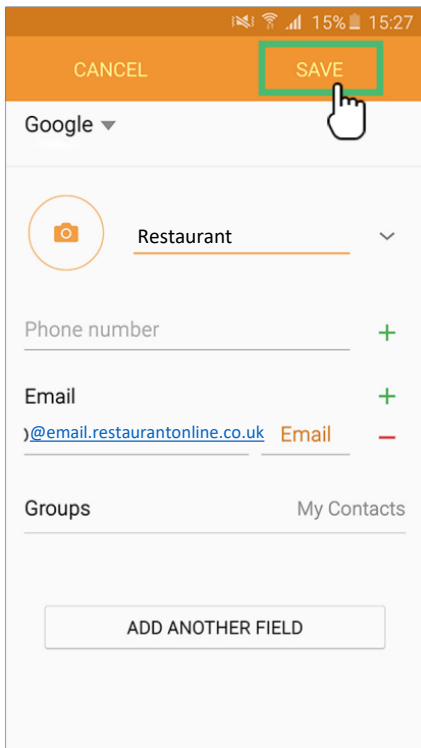 15% 15:27
CANCEL SAVE
Google
Restaurant
Phone number
Email
)@email.restaurantonline.co.uk Email
Groups My Contacts
ADD ANOTHER FIELD